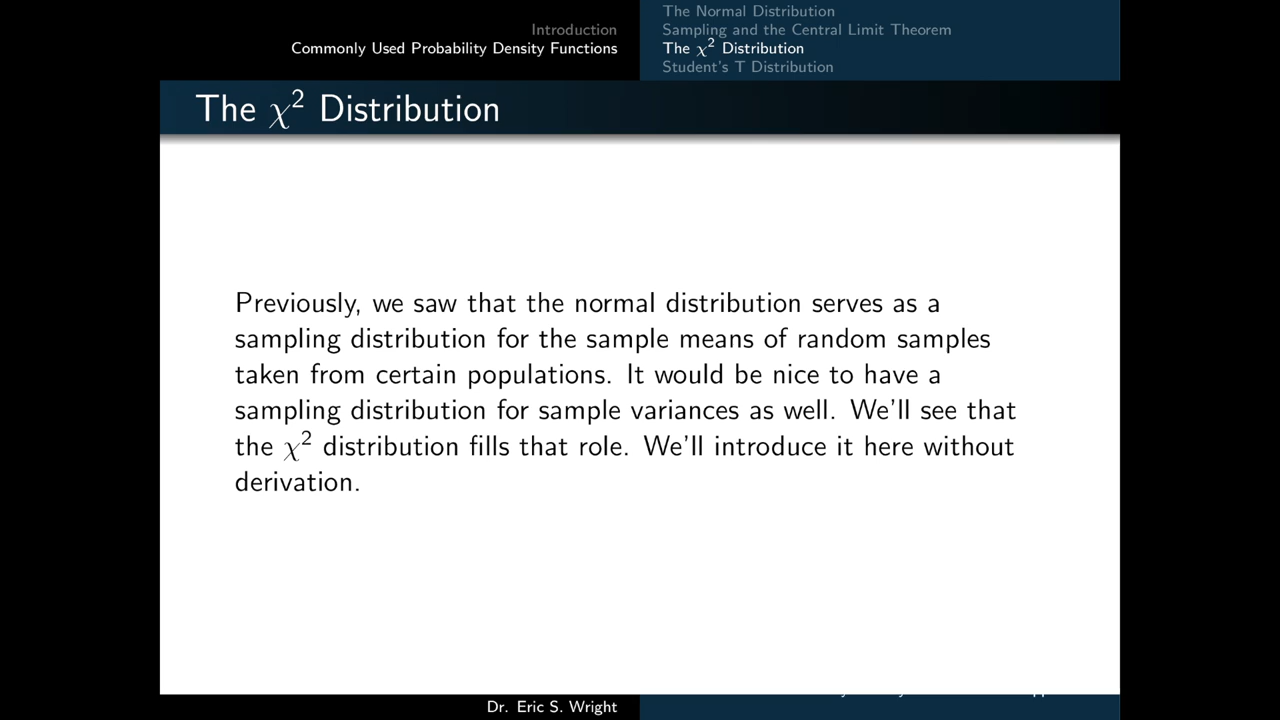 Introduction
Commonly Used Probability Density Functions
The Normal Distribution
Sampling and the Central Limit Theorem
The χ² Distribution
Student's T Distribution
The χ² Distribution
Previously, we saw that the normal distribution serves as a
sampling distribution for the sample means of random samples
taken from certain populations. It would be nice to have a
sampling distribution for sample variances as well. We'll see that
the χ² distribution fills that role. We'll introduce it here without
derivation.
Dr. Eric S. Wright